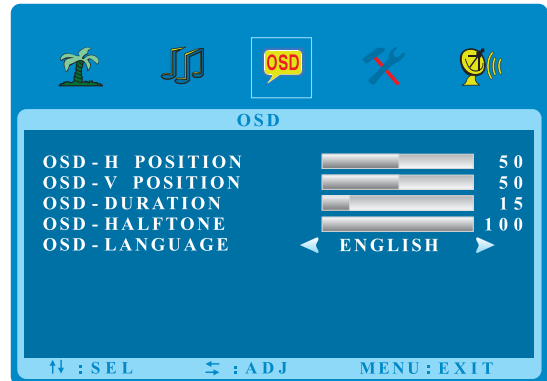 OSD
OSD
OSD-H POSITION 50
OSD-V POSITION 50
OSD-DURATION 15
OSD-HALFTONE 100
OSD-LANGUAGE ENGLISH
:SEL :ADJ MENU:EXIT